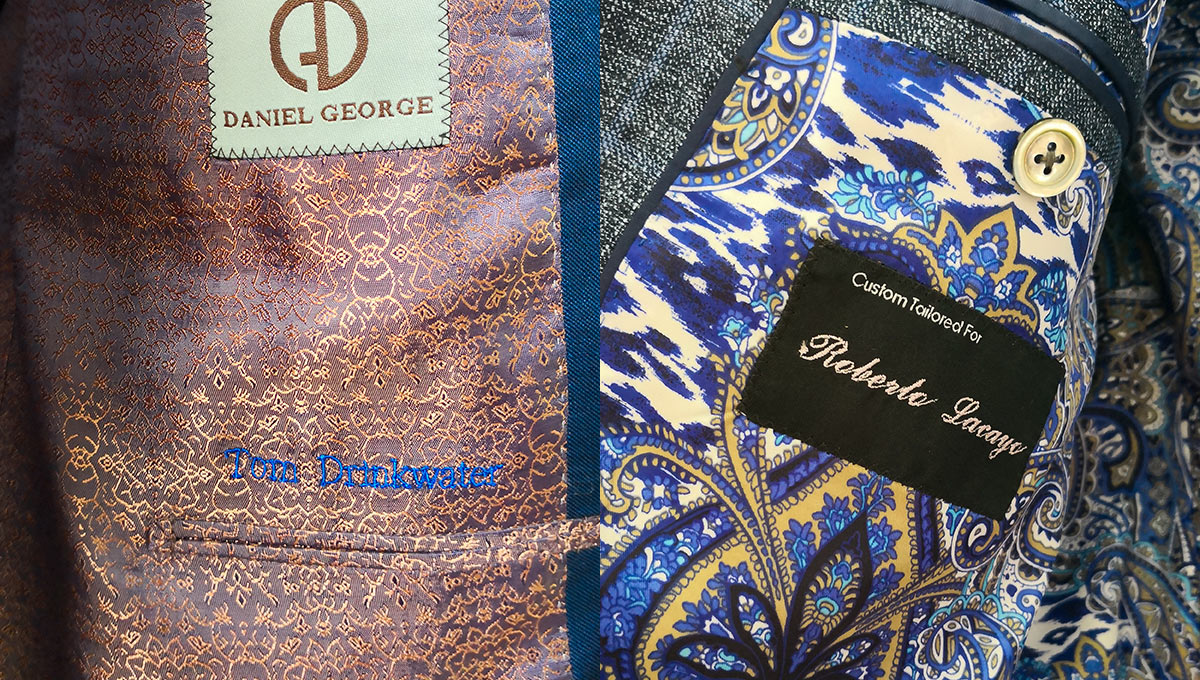 DANIEL GEORGE
Tom Drinkwater
Custom Tailored For
Roberto Lacayo